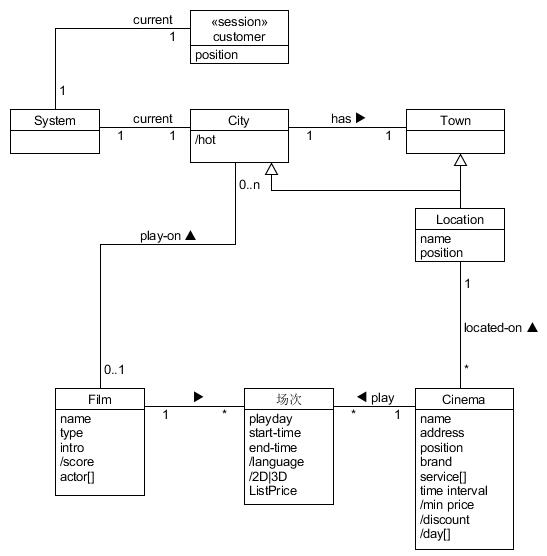 current
1
1
«session»
customer
position
System
current
1
1
City
/hot
has ▶
1
1
Town
0..n
play-on ▲
0..1
Location
name
position
1
located-on ▲
*
Film
name
type
intro
/score
actor[]
▶
1
*
场次
playday
start-time
end-time
/language
/2D|3D
ListPrice
◀ play
*
1
Cinema
name
address
position
brand
service[]
time interval
/min price
/discount
/day[]